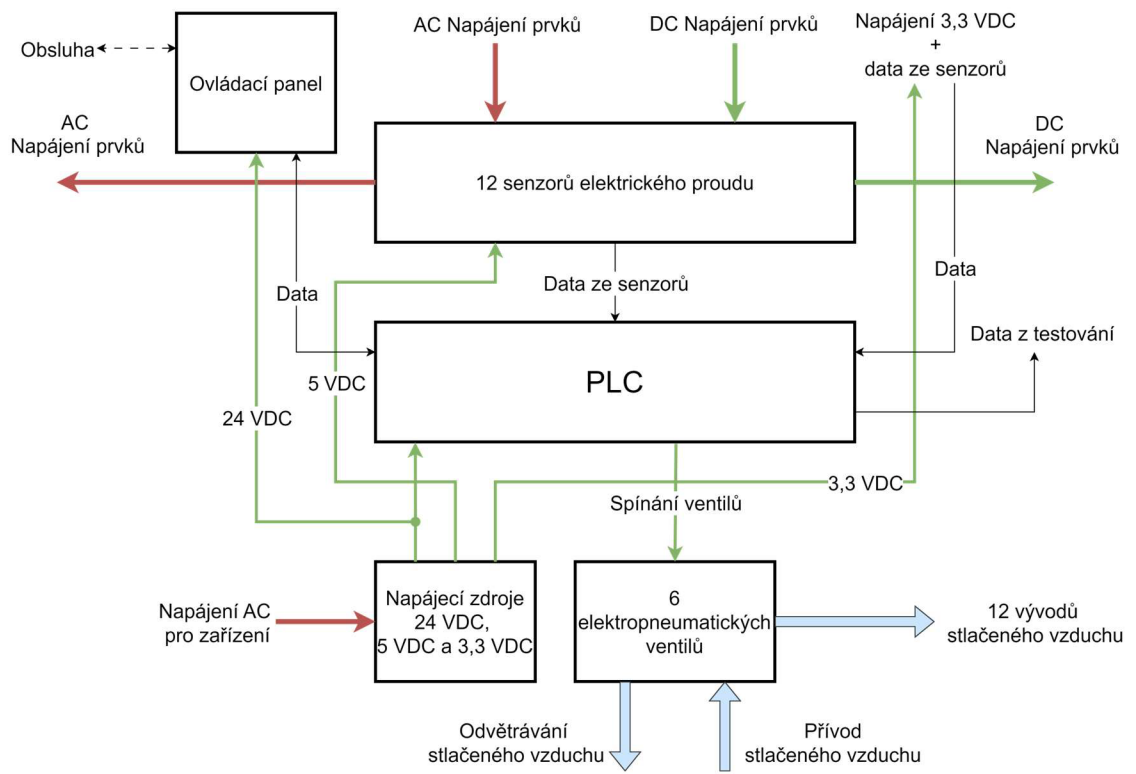 AC Napájení prvků
DC Napájení prvků
Napájení 3,3 VDC
+
data ze senzorů
Obsluha
Ovládací panel
AC
Napájení prvků
12 senzorů elektrického proudu
DC
Napájení prvků
Data
Data ze senzorů
Data
Data z testování
PLC
5 VDC
24 VDC
3,3 VDC
Spínání ventilů
Napájení AC
pro zařízení
Napájecí zdroje
24 VDC,
5 VDC a 3,3 VDC
6
elektropneumatických
ventilů
12 vývodů
stlačeného vzduchu
Odvětrávání
stlačeného vzduchu
Přívod
stlačeného vzduchu